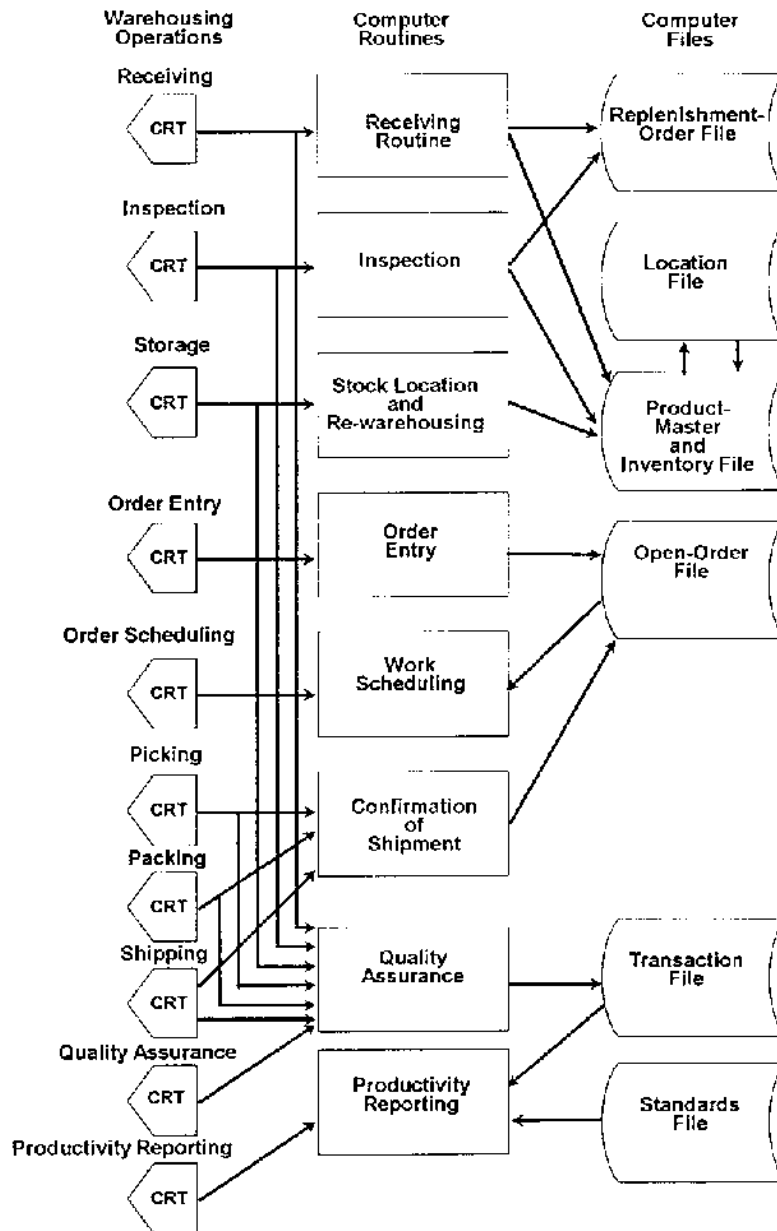 Warehousing
Operations
Computer
Routines
Computer
Files
Receiving
CRT
Receiving
Routine
Replenishment-
Order File
Inspection
CRT
Inspection
Location
File
Storage
CRT
Stock Location
and
Re-warehousing
Product-
Master
and
Inventory File
Order Entry
CRT
Order
Entry
Open-Order
File
Order Scheduling
CRT
Work
Scheduling
Picking
CRT
Confirmation
of
Shipment
Packing
CRT
Shipping
CRT
Quality
Assurance
Transaction
File
Quality Assurance
CRT
Productivity
Reporting
Standards
File
Productivity Reporting
CRT